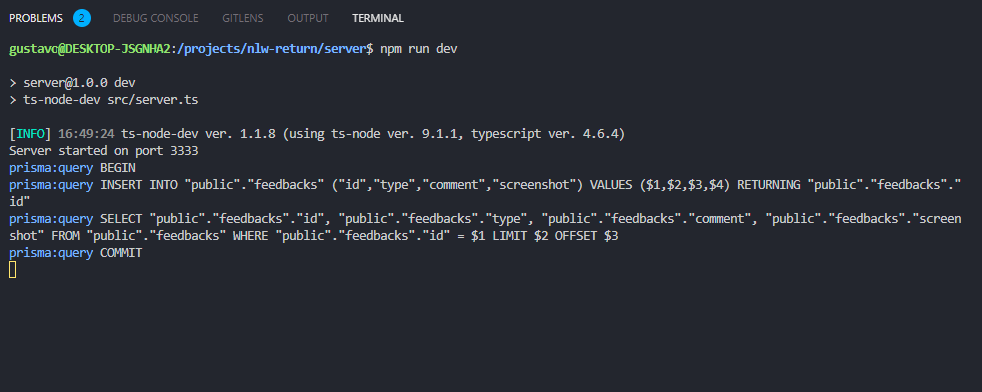 PROBLEMS 2 DEBUG CONSOLE GITLENS OUTPUT TERMINAL
gustavo@DESKTOP-JSGNHA2:/projects/nlw-return/server$ npm run dev
> server@1.0.0 dev
> ts-node-dev src/server.ts
[INFO] 16:49:24 ts-node-dev ver. 1.1.8 (using ts-node ver. 9.1.1, typescript ver. 4.6.4)
Server started on port 3333
prisma:query BEGIN
prisma:query INSERT INTO "public"."feedbacks" ("id","type","comment","screenshot") VALUES ($1,$2,$3,$4) RETURNING "public"."feedbacks"."
id"
prisma:query SELECT "public"."feedbacks"."id", "public"."feedbacks"."type", "public"."feedbacks"."comment", "public"."feedbacks"."screen
shot" FROM "public"."feedbacks" WHERE "public"."feedbacks"."id" = $1 LIMIT $2 OFFSET $3
prisma:query COMMIT